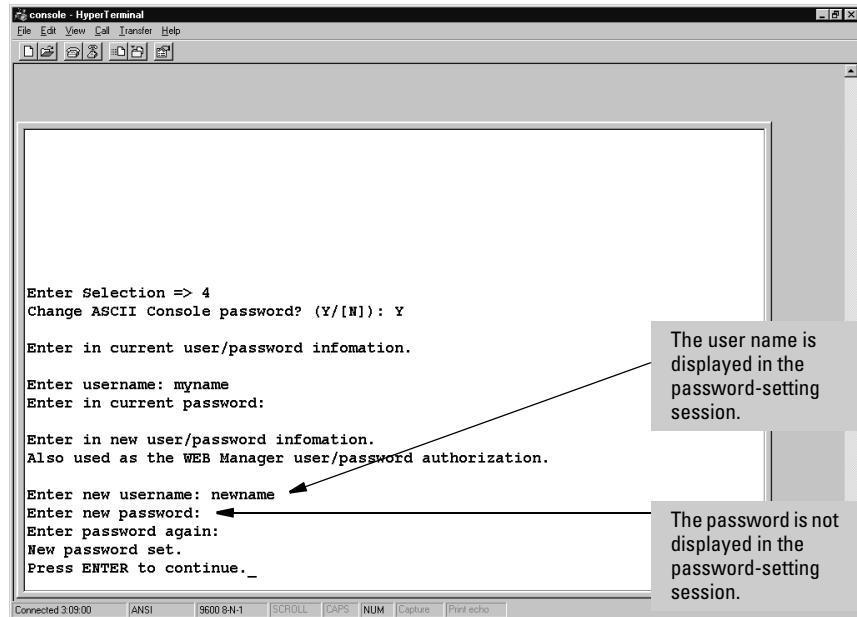 console - HyperTerminal
File Edit View Call Transfer Help
Enter Selection => 4
Change ASCII Console password? (Y/[N]): Y
Enter in current user/password infomation.
Enter username: myname
Enter in current password:
Enter in new user/password infomation.
Also used as the WEB Manager user/password authorization.
Enter new username: newname
Enter new password:
Enter password again:
New password set.
Press ENTER to continue._
The user name is
displayed in the
password-setting
session.
The password is not
displayed in the
password-setting
session.
Connected 3:09:00 ANSI 9600 8-N-1 SCROLL CAPS NUM Capture Print echo